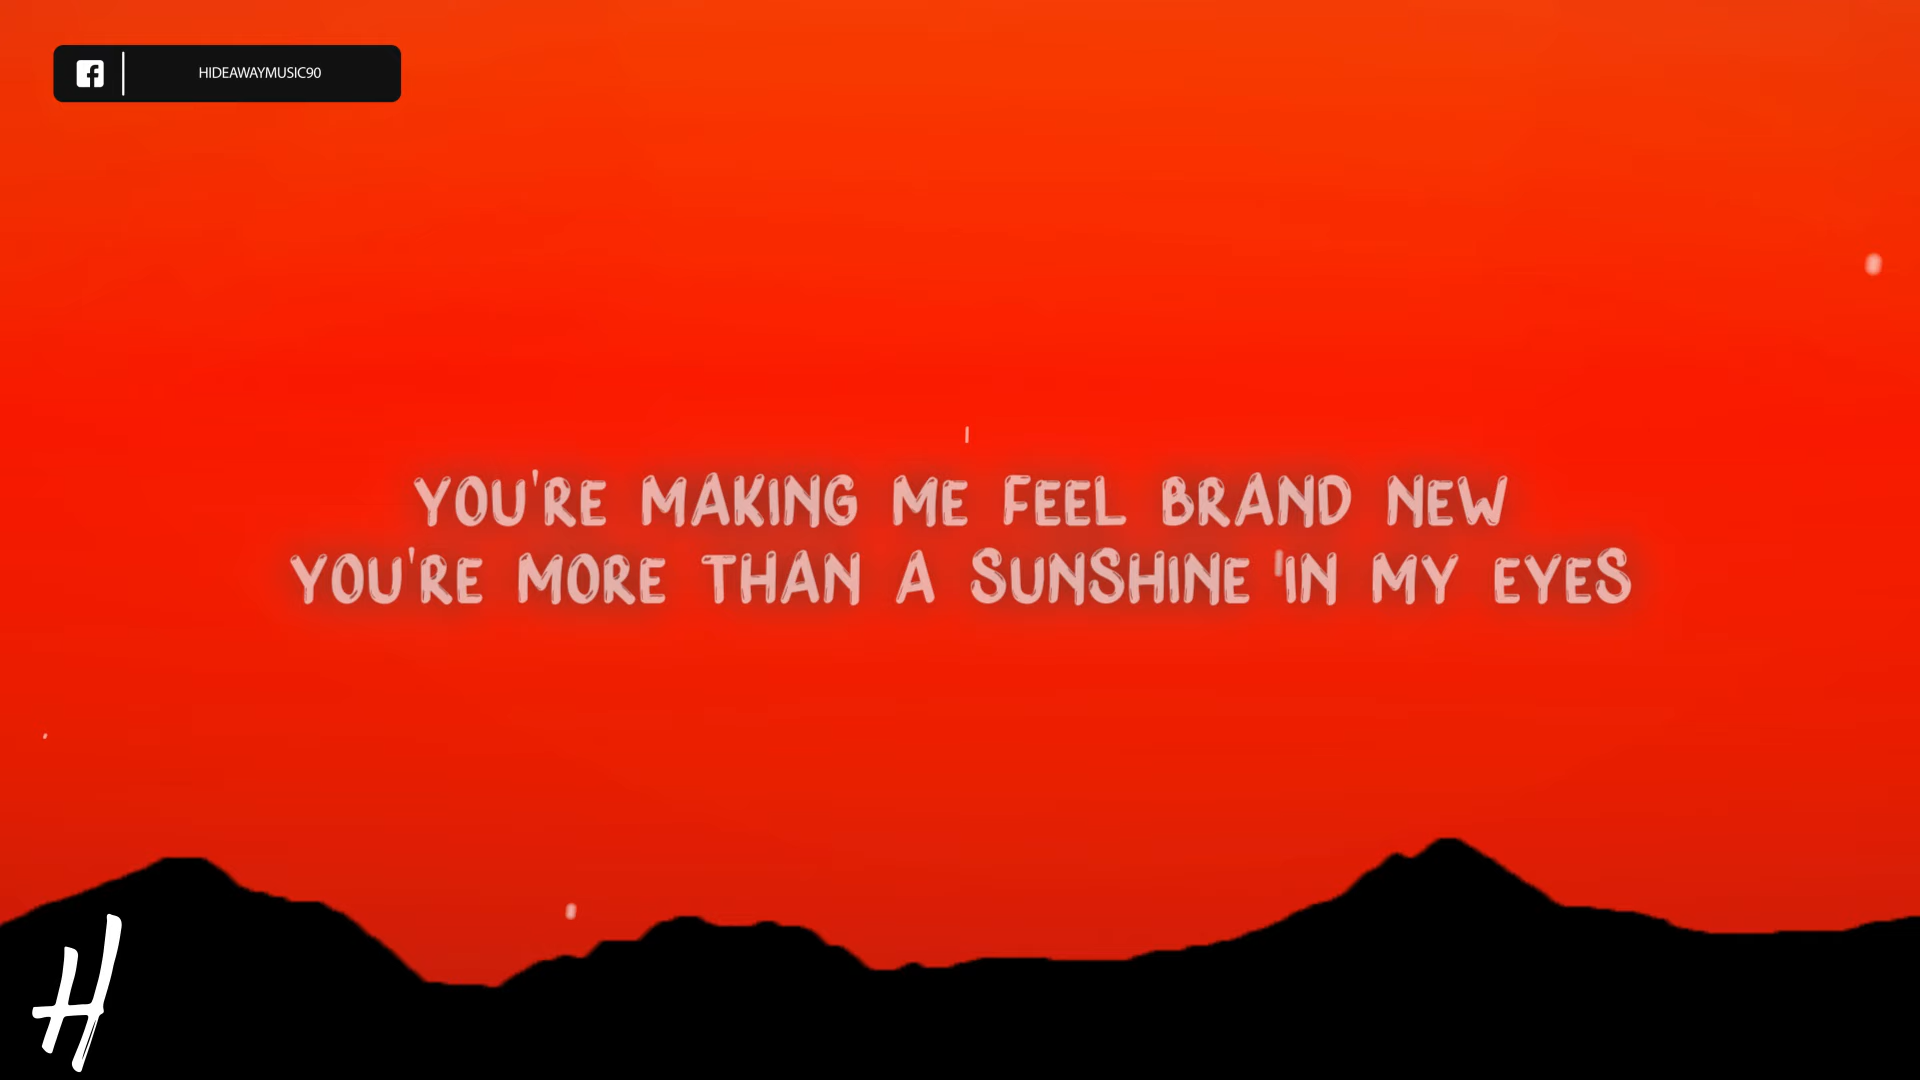 HIDEAWAYMUSIC90
YOU'RE MAKING ME FEEL BRAND NEW
YOU'RE MORE THAN A SUNSHINE IN MY EYES
H